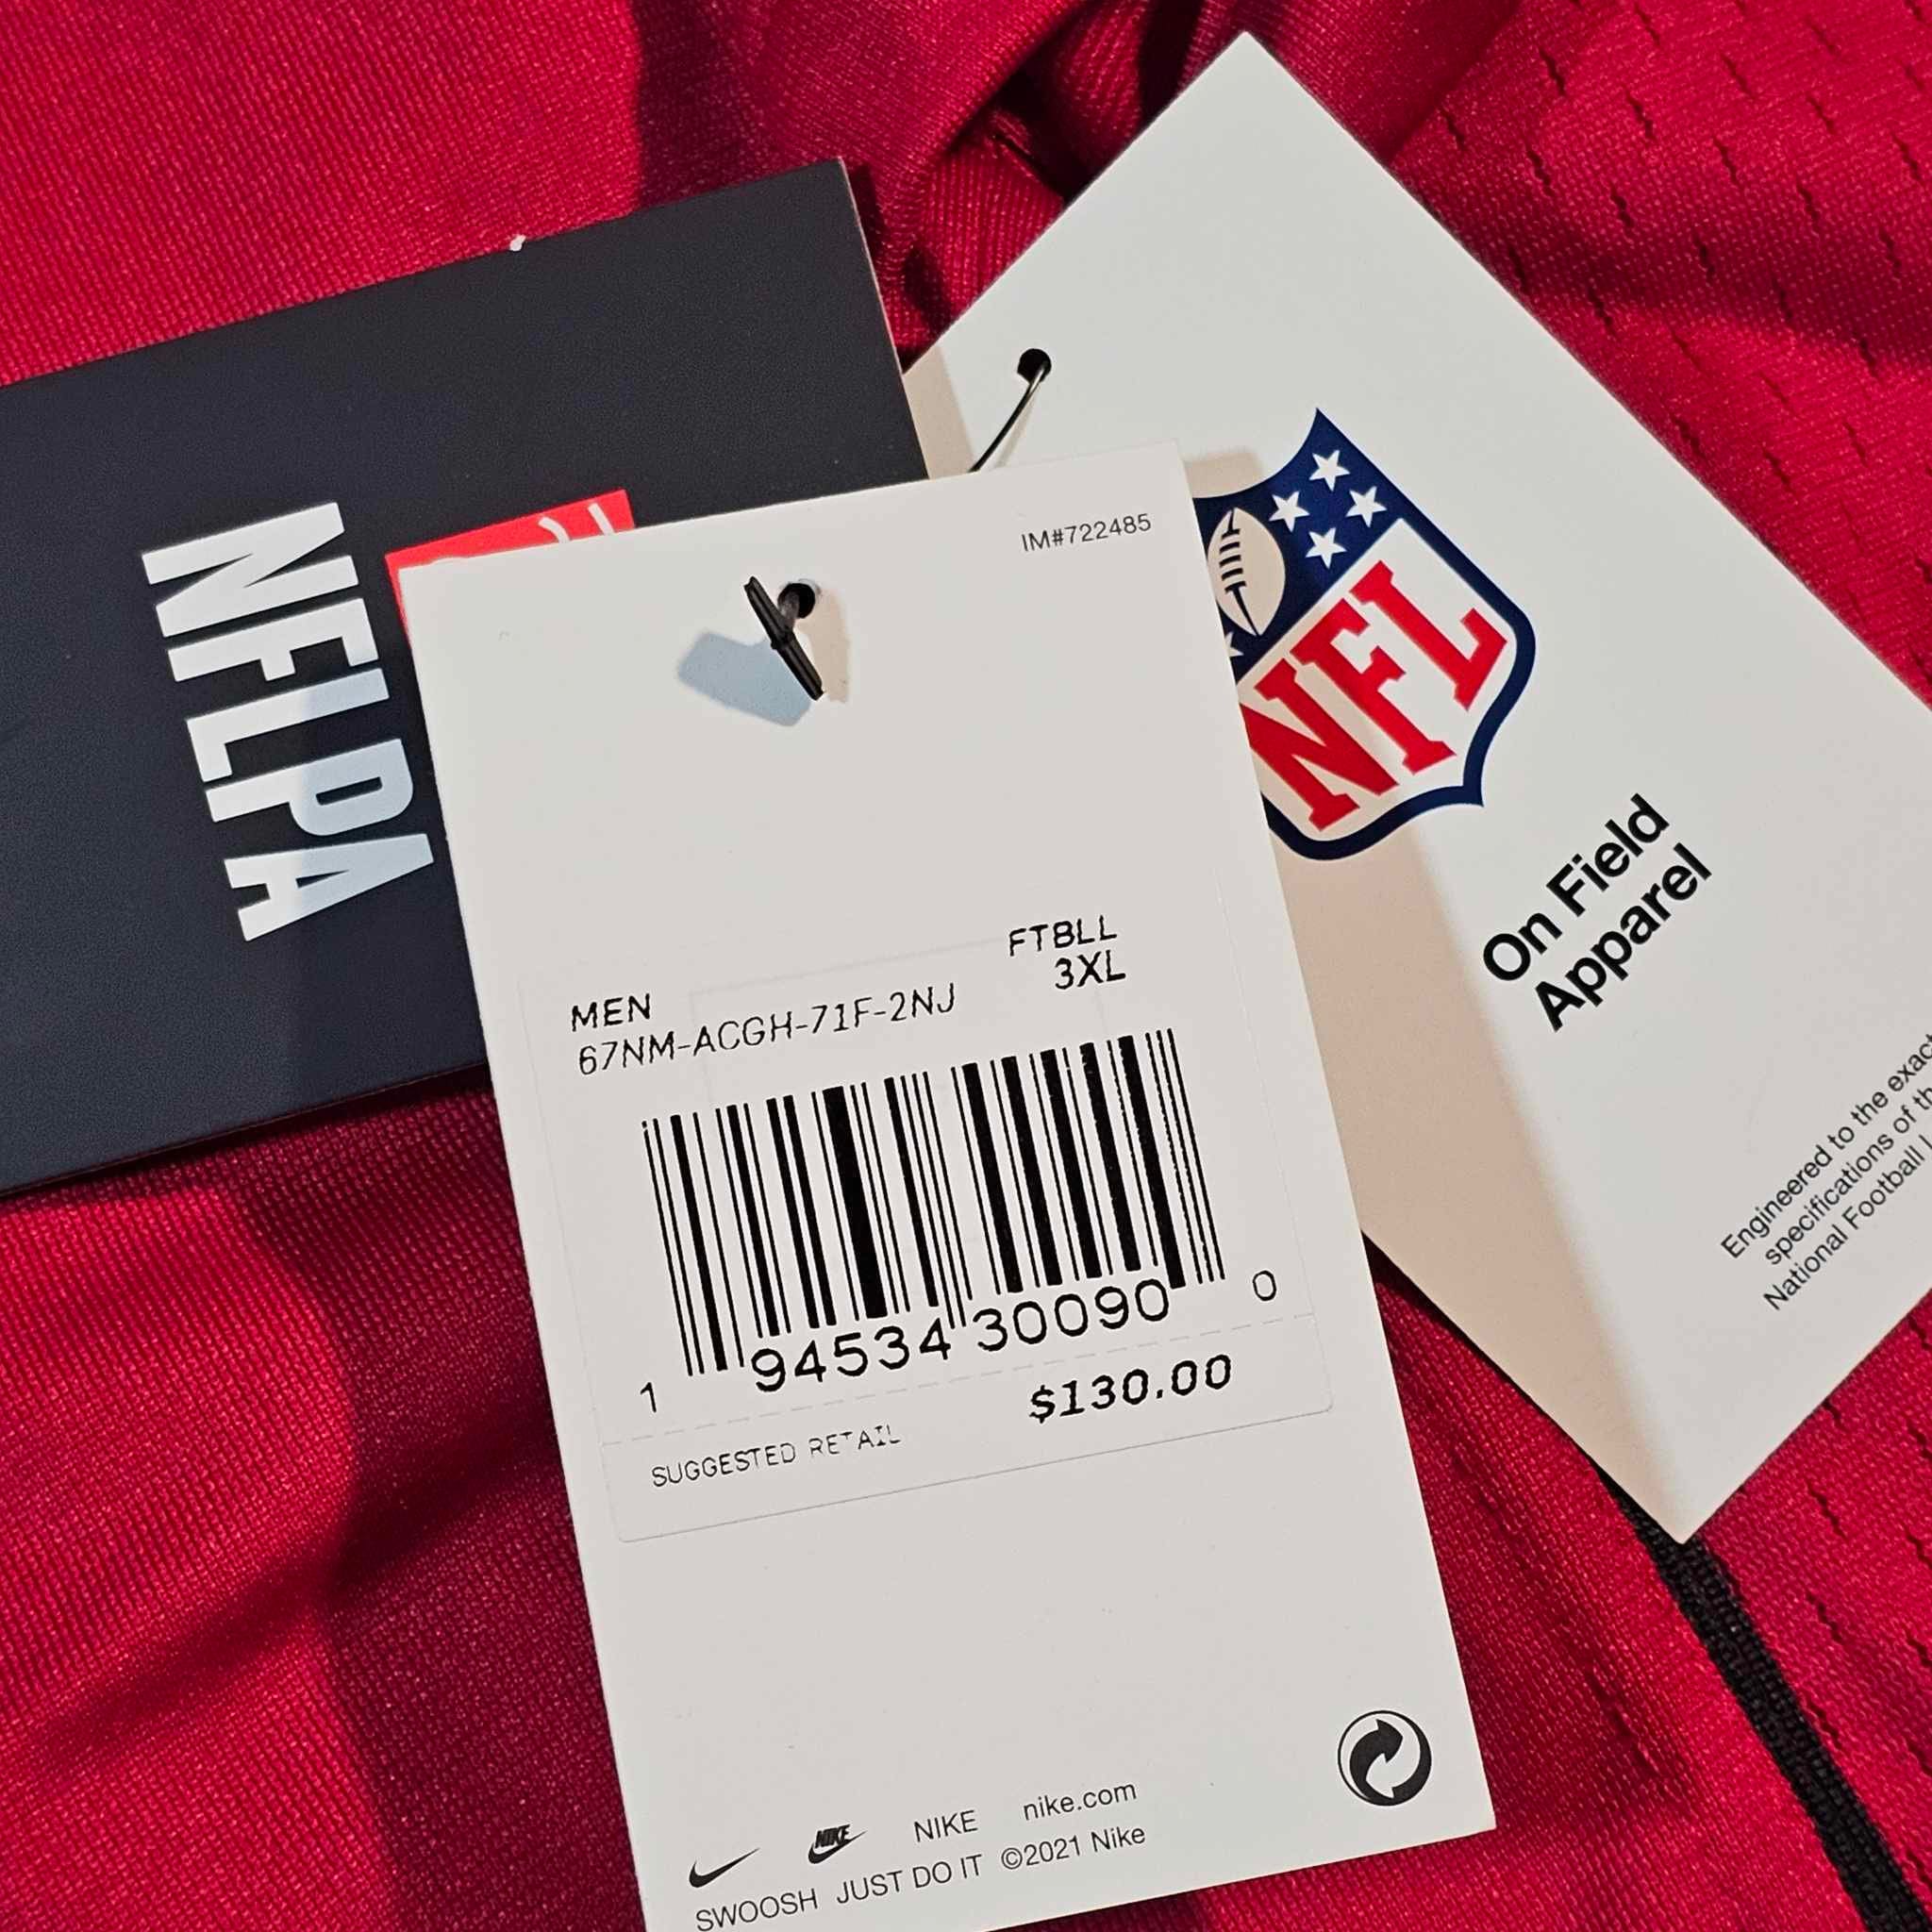 NFLPA
IM#722485
NFL
On Field
Apparel
Engineered to the exact
specifications of th
National Football
FTBLL
3XL
MEN
67NM-ACGH-71F-2NJ
1 94534 30090 0
$130.00
SUGGESTED RETAIL
NIKE NIKE nike.com
SWOOSH JUST DO IT ©2021 Nike